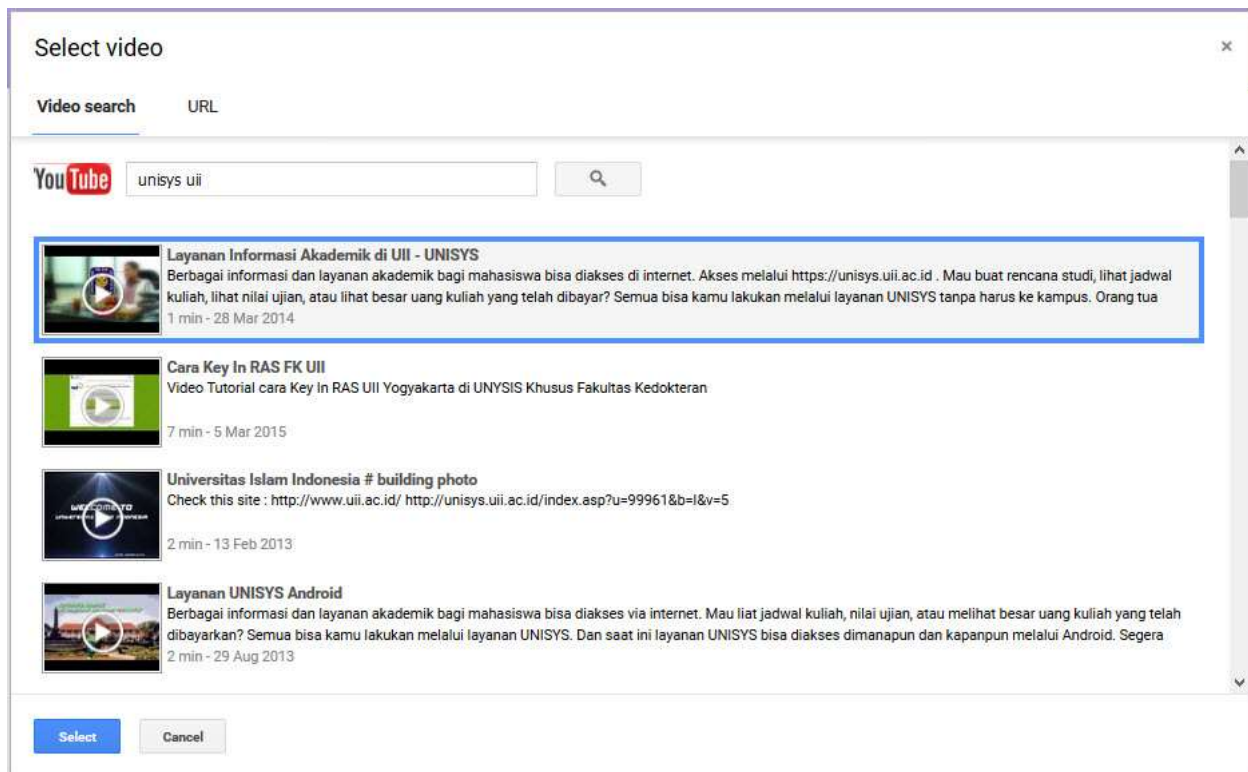 Select video
×
Video search URL
YouTube
unisys uii
Layanan Informasi Akademik di UII - UNISYS
Berbagai informasi dan layanan akademik bagi mahasiswa bisa diakses di internet. Akses melalui https://unisys.uii.ac.id . Mau buat rencana studi, lihat jadwal
kuliah, lihat nilai ujian, atau lihat besar uang kuliah yang telah dibayar? Semua bisa kamu lakukan melalui layanan UNISYS tanpa harus ke kampus. Orang tua
1 min - 28 Mar 2014
Cara Key In RAS FK UII
Video Tutorial cara Key In RAS UII Yogyakarta di UNYSIS Khusus Fakultas Kedokteran
7 min - 5 Mar 2015
Universitas Islam Indonesia # building photo
Check this site : http://www.uii.ac.id/ http://unisys.uii.ac.id/index.asp?u=99961&b=I&v=5
WELCOME TO
2 min - 13 Feb 2013
Layanan UNISYS Android
Berbagai informasi dan layanan akademik bagi mahasiswa bisa diakses via internet. Mau liat jadwal kuliah, nilai ujian, atau melihat besar uang kuliah yang telah
dibayarkan? Semua bisa kamu lakukan melalui layanan UNISYS. Dan saat ini layanan UNISYS bisa diakses dimanapun dan kapanpun melalui Android. Segera
2 min - 29 Aug 2013
Select Cancel